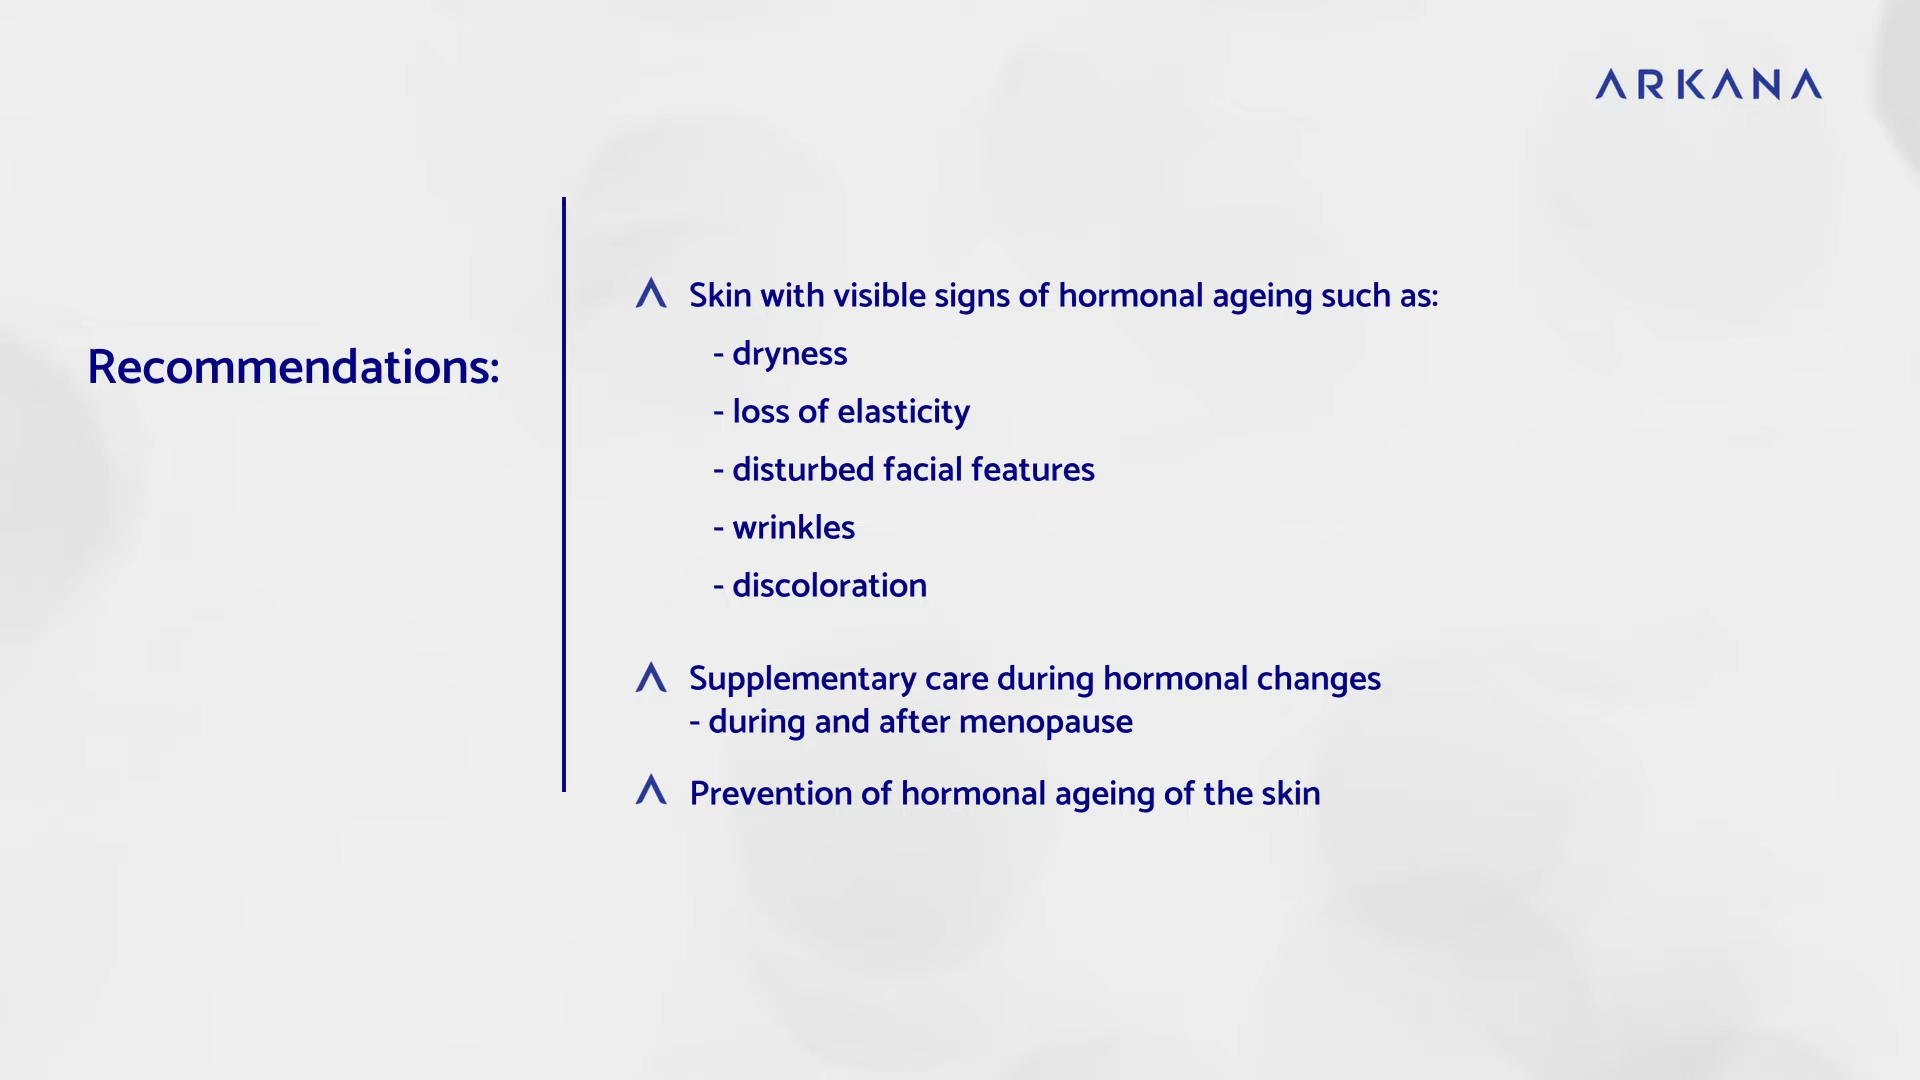 ARKANA
Recommendations:
Skin with visible signs of hormonal ageing such as:
- dryness
- loss of elasticity
- disturbed facial features
- wrinkles
- discoloration
Supplementary care during hormonal changes
- during and after menopause
Prevention of hormonal ageing of the skin